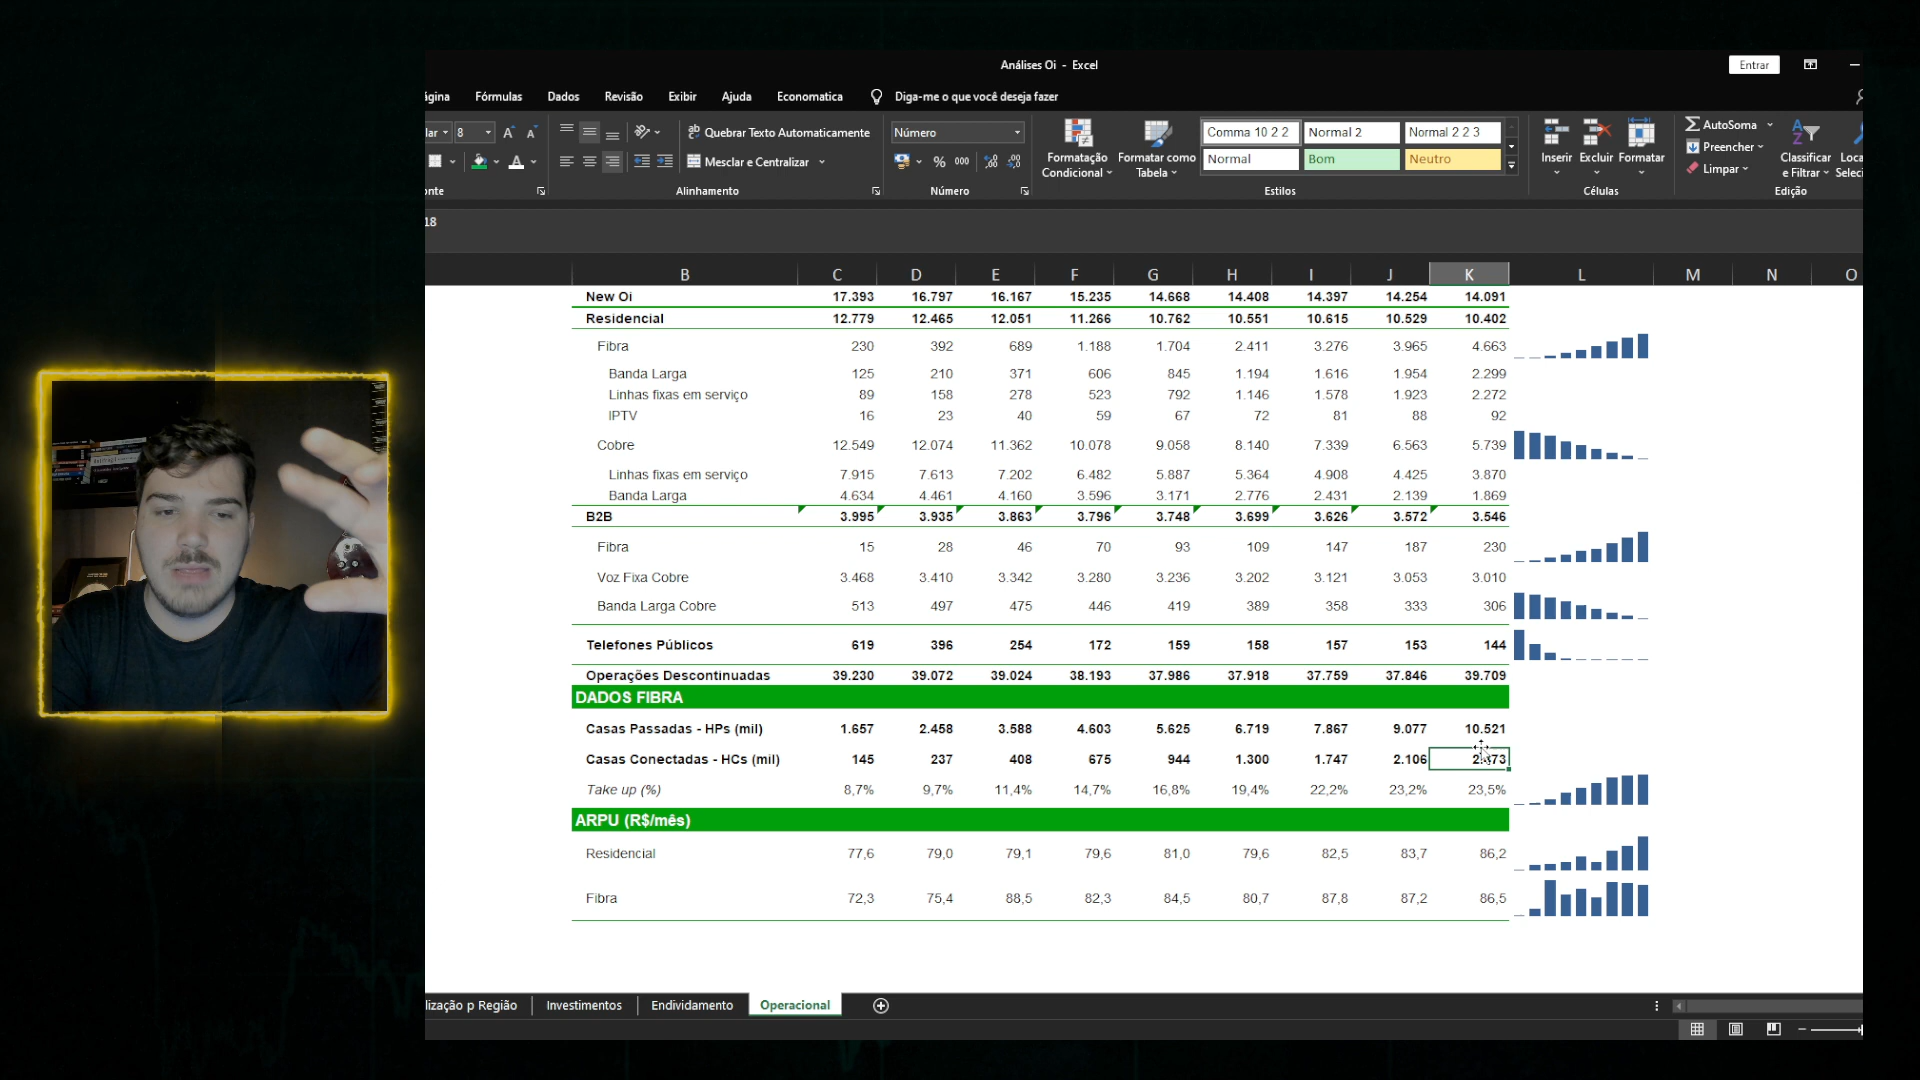 Análises Oi - Excel
Entrar
Fórmulas Dados Revisão Exibir Ajuda Economatica Diga-me o que você deseja fazer
8 Quebrar Texto Automaticamente Número Comma 10 2 2 Normal 2 Normal 2 2 3 AutoSoma
Mesclar e Centralizar % 000 Formatação Condicional Formatar como Tabela Normal Bom Neutro Inserir Excluir Formatar Preencher Limpar Classificar e Filtrar
Alinhamento Número Estilos Células Edição
18
B C D E F G H I J K L M N O
New Oi 17.393 16.797 16.167 15.235 14.668 14.408 14.397 14.254 14.091
Residencial 12.779 12.465 12.051 11.266 10.762 10.551 10.615 10.529 10.402
Fibra 230 392 689 1.188 1.704 2.411 3.276 3.965 4.663
Banda Larga 125 210 371 606 845 1.194 1.616 1.954 2.299
Linhas fixas em serviço 89 158 278 523 792 1.146 1.578 1.923 2.272
IPTV 16 23 40 59 67 72 81 88 92
Cobre 12.549 12.074 11.362 10.078 9.058 8.140 7.339 6.563 5.739
Linhas fixas em serviço 7.915 7.613 7.202 6.482 5.887 5.364 4.908 4.425 3.870
Banda Larga 4.634 4.461 4.160 3.596 3.171 2.776 2.431 2.139 1.869
B2B 3.995 3.935 3.863 3.796 3.748 3.699 3.626 3.572 3.546
Fibra 15 28 46 70 93 109 147 187 230
Voz Fixa Cobre 3.468 3.410 3.342 3.280 3.236 3.202 3.121 3.053 3.010
Banda Larga Cobre 513 497 475 446 419 389 358 333 306
Telefones Públicos 619 396 254 172 159 158 157 153 144
Operações Descontinuadas 39.230 39.072 39.024 38.193 37.986 37.918 37.759 37.846 39.709
DADOS FIBRA
Casas Passadas - HPs (mil) 1.657 2.458 3.588 4.603 5.625 6.719 7.867 9.077 10.521
Casas Conectadas - HCs (mil) 145 237 408 675 944 1.300 1.747 2.106
Take up (%) 8,7% 9,7% 11,4% 14,7% 16,8% 19,4% 22,2% 23,2% 23,5%
ARPU (R$/mês)
Residencial 77,6 79,0 79,1 79,6 81,0 79,6 82,5 83,7 86,2
Fibra 72,3 75,4 88,5 82,3 84,5 80,7 87,8 87,2 86,5
lização p Região Investimentos Endividamento Operacional